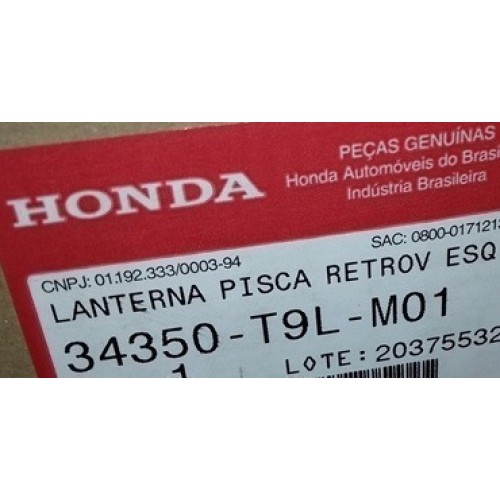 HONDA
PEÇAS GENUÍNAS
Honda Automóveis do Brasil
Indústria Brasileira
CNPJ: 01.192.333/0003-94
SAC: 0800-0171213
LANTERNA PISCA RETROV ESQ
34350-T9L-M01
1
LOTE: 20375532